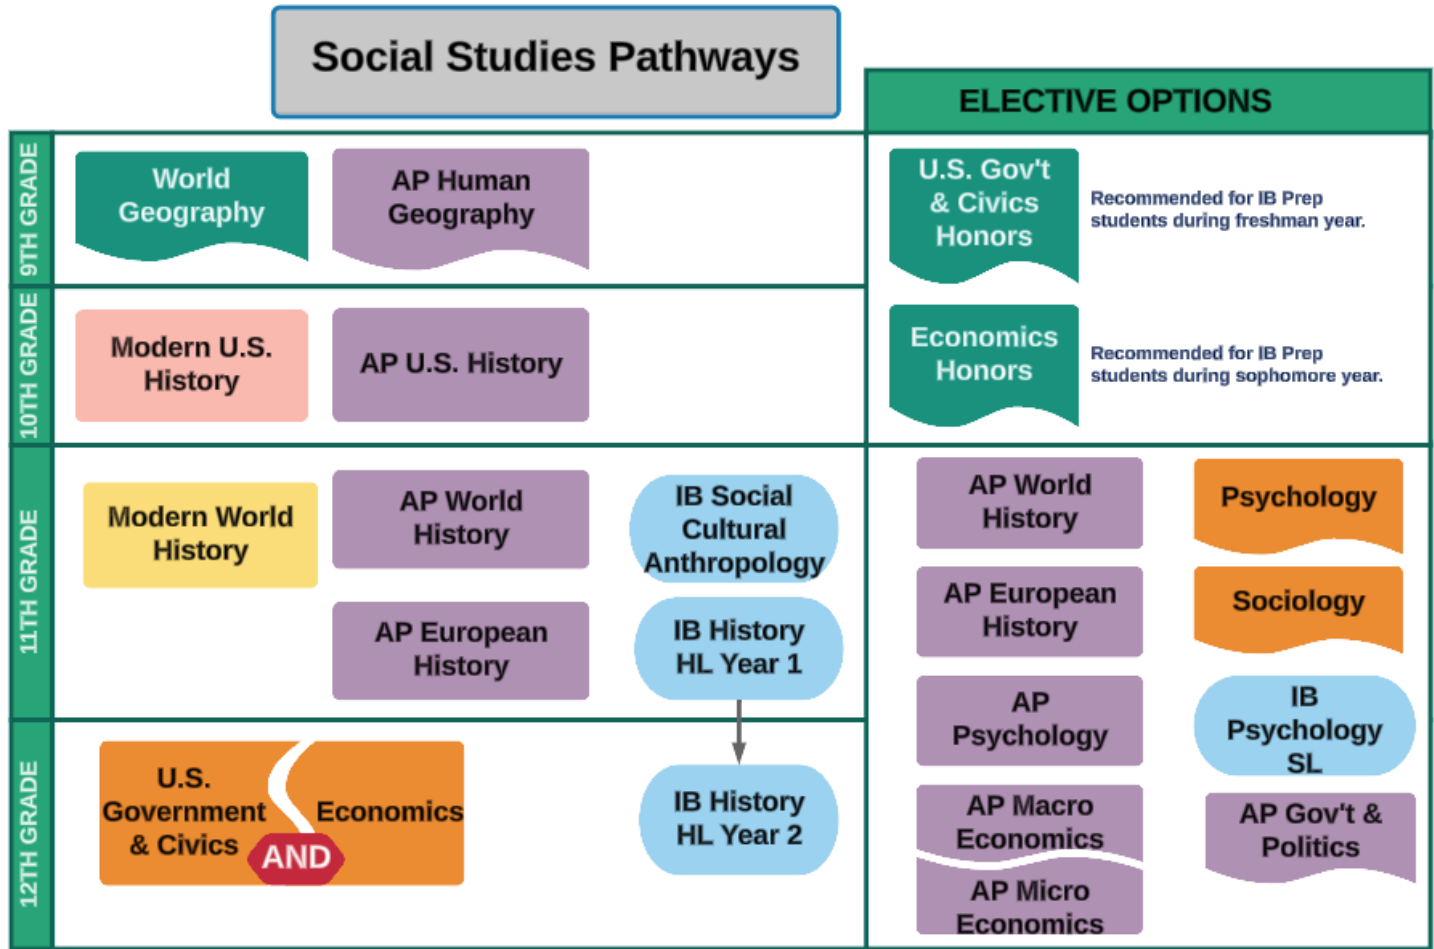 Social Studies Pathways
ELECTIVE OPTIONS
9TH GRADE
World
Geography
AP Human
Geography
U.S. Gov't
& Civics
Honors
Recommended for IB Prep
students during freshman year.
10TH GRADE
Modern U.S.
History
AP U.S. History
Economics
Honors
Recommended for IB Prep
students during sophomore year.
11TH GRADE
Modern World
History
AP World
History
IB Social
Cultural
Anthropology
AP European
History
IB History
HL Year 1
12TH GRADE
U.S.
Government
& Civics
AND
Economics
IB History
HL Year 2
AP World
History
Psychology
AP European
History
Sociology
AP
Psychology
IB
Psychology
SL
AP Macro
Economics
AP Micro
Economics
AP Gov't &
Politics